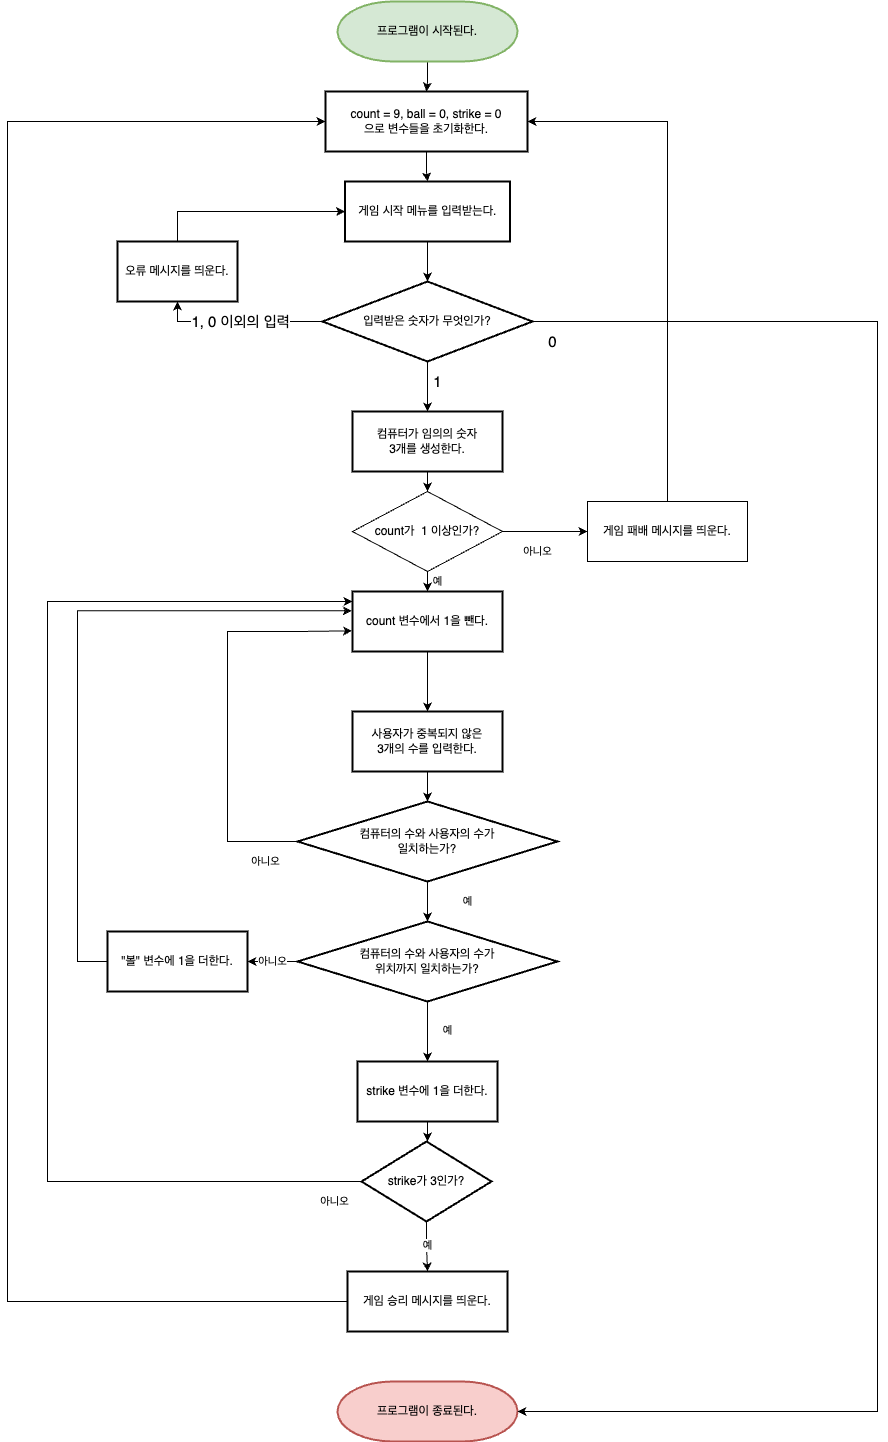 프로그램이 시작된다.
count = 9, ball = 0, strike = 0
으로 변수들을 초기화한다.
게임 시작 메뉴를 입력받는다.
오류 메시지를 띄운다.
1, 0 이외의 입력
입력받은 숫자가 무엇인가?
0
1
컴퓨터가 임의의 숫자
3개를 생성한다.
count가 1 이상인가?
아니오
게임 패배 메시지를 띄운다.
예
count 변수에서 1을 뺀다.
사용자가 중복되지 않은
3개의 수를 입력한다.
컴퓨터의 수와 사용자의 수가
일치하는가?
아니오
예
컴퓨터의 수와 사용자의 수가
위치까지 일치하는가?
아니오
"볼" 변수에 1을 더한다.
예
strike 변수에 1을 더한다.
strike가 3인가?
아니오
예
게임 승리 메시지를 띄운다.
프로그램이 종료된다.